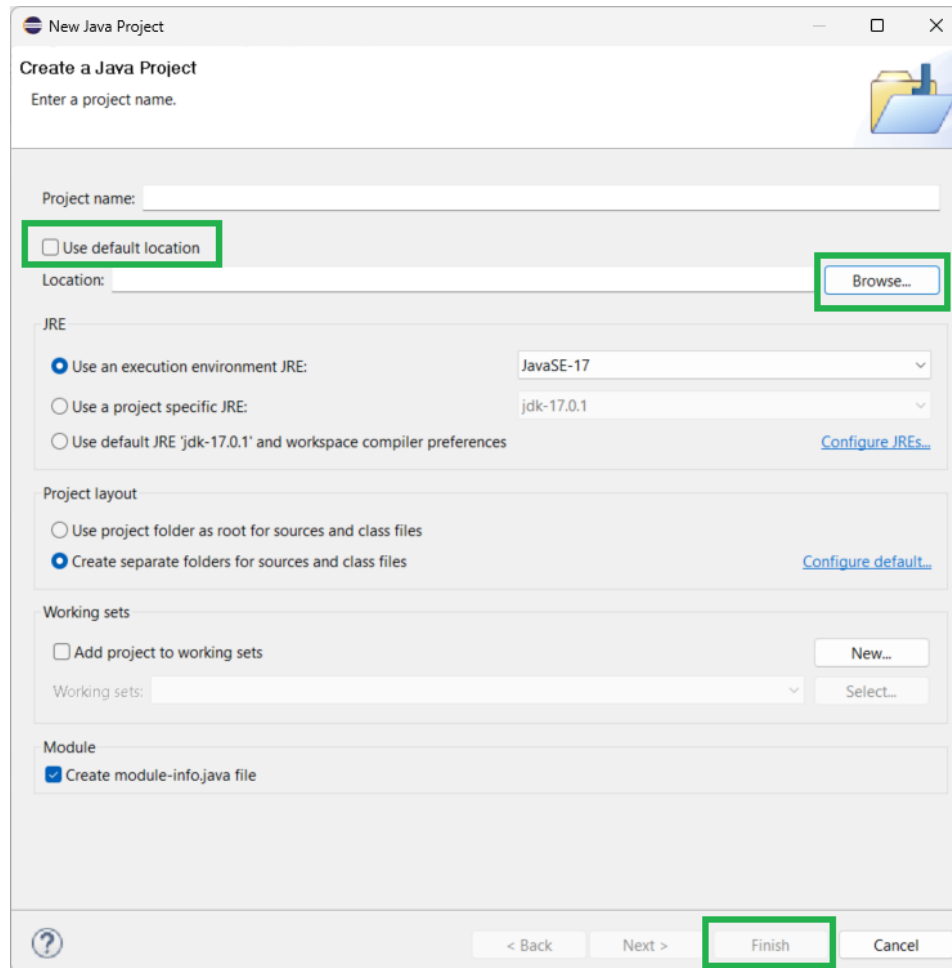 New Java Project
Create a Java Project
Enter a project name.
Project name:
Use default location
Location: Browse...
JRE
Use an execution environment JRE: JavaSE-17
Use a project specific JRE: jdk-17.0.1
Use default JRE 'jdk-17.0.1' and workspace compiler preferences Configure JREs...
Project layout
Use project folder as root for sources and class files
Create separate folders for sources and class files Configure default...
Working sets
Add project to working sets New...
Working sets: Select...
Module
Create module-info.java file
? < Back Next > Finish Cancel